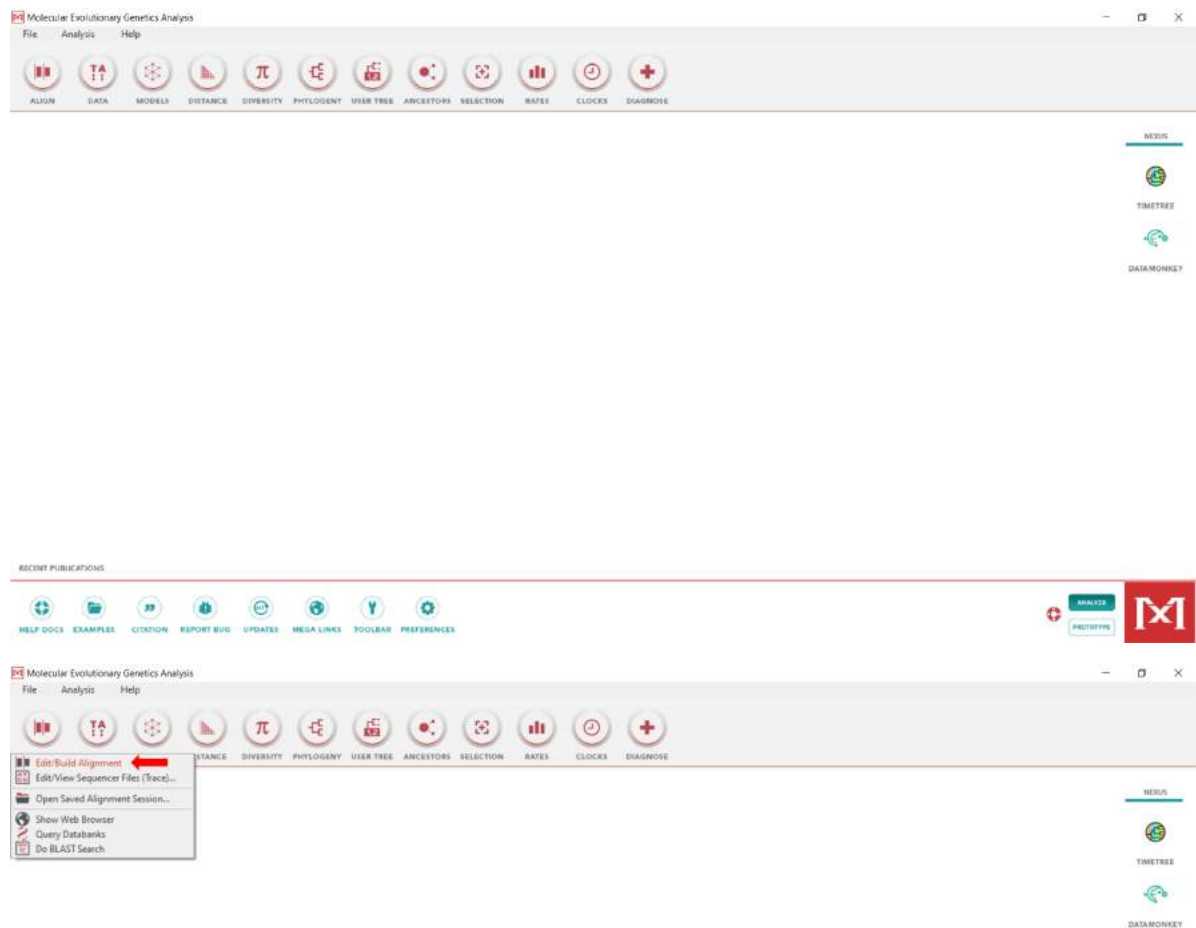 Molecular Evolutionary Genetics Analysis
File Analysis Help
ALIGN DATA MODELS DISTANCE DIVERSITY PHYLOGENY USER TREE ANCESTORS SELECTION RATES CLOCKS DIAGNOSE
NEXUS
TIMETREE
DATAMONKEY
RECENT PUBLICATIONS
HELP DOCS EXAMPLES CITATION REPORT BUG UPDATES MEGA LINKS TOOLBAR PREFERENCES
ANALYZE
PROTOTYPE
Molecular Evolutionary Genetics Analysis
File Analysis Help
ISTANCE DIVERSITY PHYLOGENY USER TREE ANCESTORS SELECTION RATES CLOCKS DIAGNOSE
Edit/Build Alignment
Edit/View Sequencer Files (Trace)...
Open Saved Alignment Session...
Show Web Browser
Query Databanks
Do BLAST Search
NEXUS
TIMETREE
DATAMONKEY